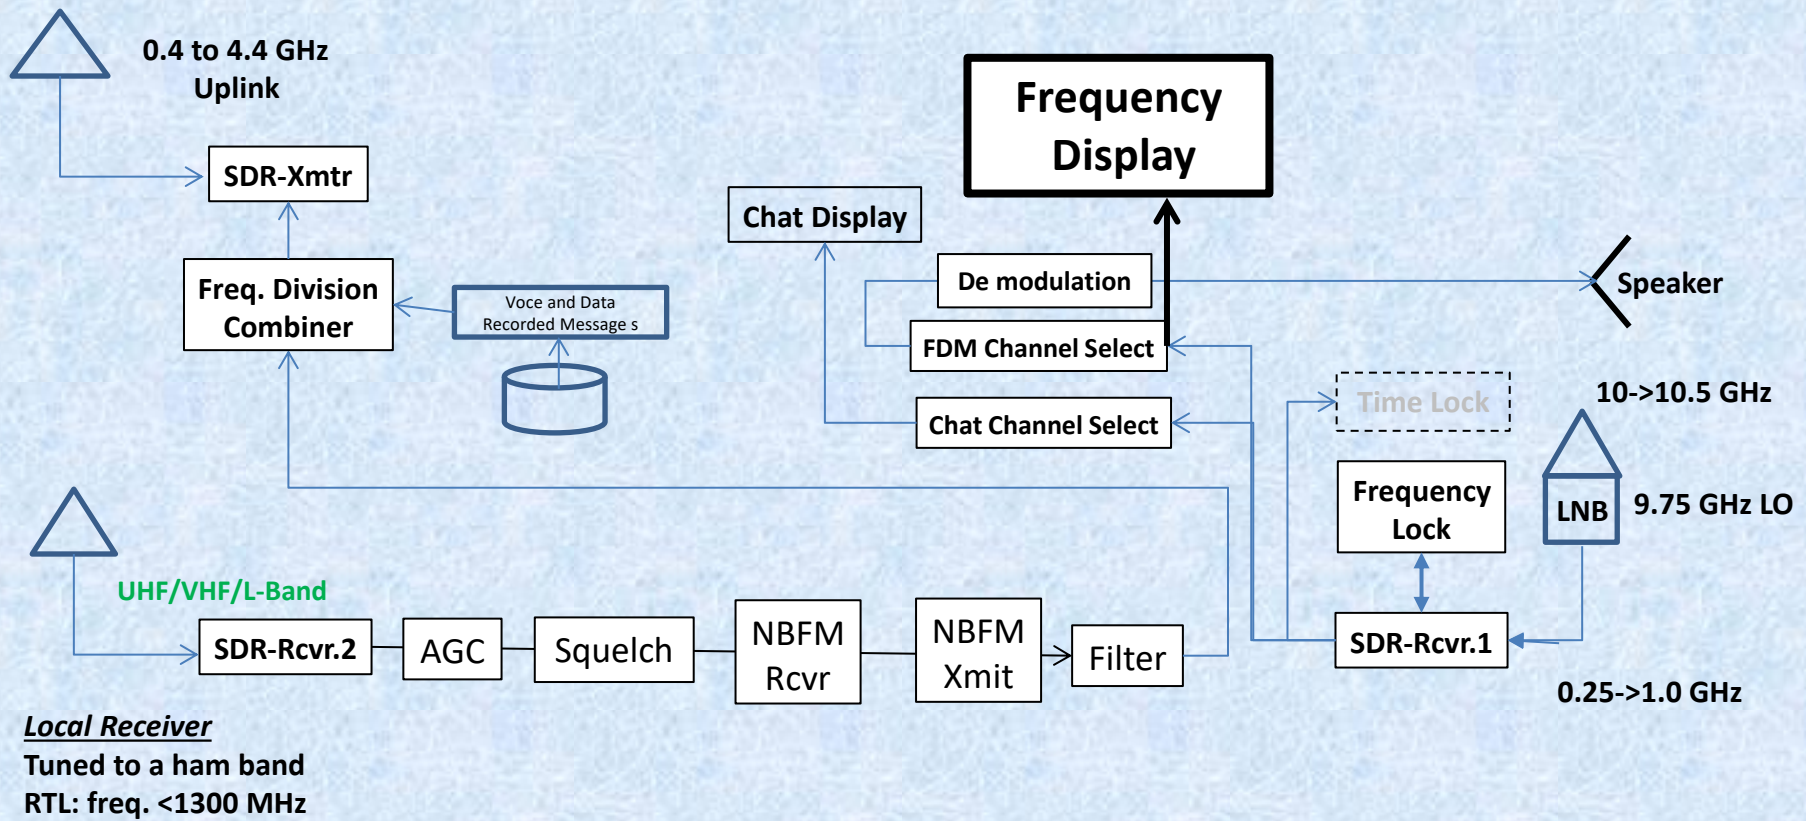 0.4 to 4.4 GHz
Uplink
SDR-Xmtr
Freq. Division
Combiner
Voce and Data
Recorded Message s
Frequency
Display
Chat Display
De modulation
Speaker
FDM Channel Select
Chat Channel Select
Time Lock
10->10.5 GHz
Frequency
Lock
LNB
9.75 GHz LO
SDR-Rcvr.1
0.25->1.0 GHz
UHF/VHF/L-Band
SDR-Rcvr.2
AGC
Squelch
NBFM
Rcvr
NBFM
Xmit
Filter
Local Receiver
Tuned to a ham band
RTL: freq. <1300 MHz